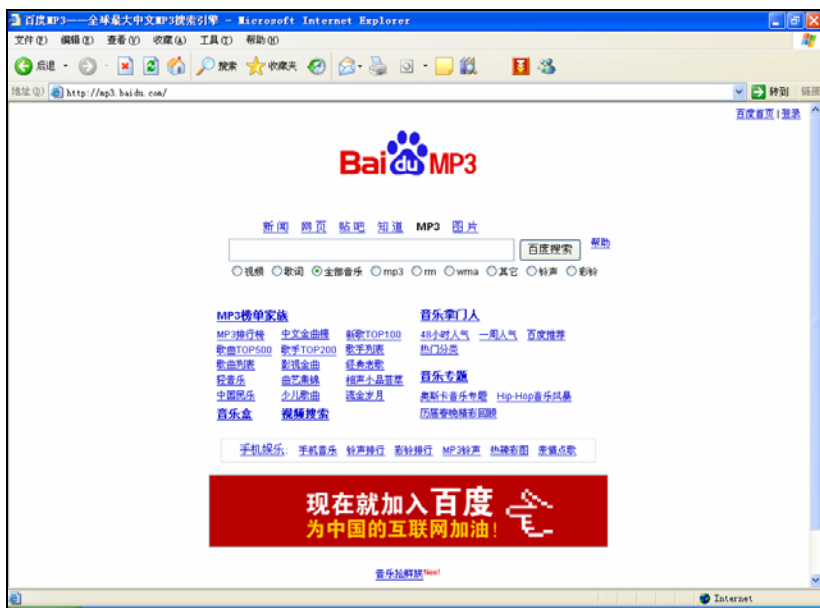 百度MP3——全球最大中文MP3搜索引擎 - Microsoft Internet Explorer
文件(F) 编辑(E) 查看(V) 收藏(A) 工具(T) 帮助(H)
后退 搜索 收藏夹
地址(D) http://mp3.baidu.com/ 转到 链接
百度首页 | 登录
Bai du MP3
新闻 网页 贴吧 知道 MP3 图片
百度搜索 帮助
视频 歌词 全部音乐 mp3 rm wma 其它 铃声 彩铃
MP3榜单家族 音乐掌门人
MP3排行榜 中文金曲榜 新歌TOP100 48小时人气 一周人气 百度推荐
歌曲TOP500 歌手TOP200 歌手列表 热门分类
歌曲列表 影视金曲 经典老歌
轻音乐 曲艺集锦 相声小品荟萃 音乐专题
中国民乐 少儿歌曲 流金岁月 奥斯卡音乐专题 Hip-Hop音乐风暴
音乐盒 视频搜索 历届春晚精彩回顾
手机娱乐: 手机音乐 铃声排行 彩铃排行 MP3铃声 热辣彩图 亲情点歌
现在就加入百度
为中国的互联网加油!
音乐抢鲜族 New!
Internet